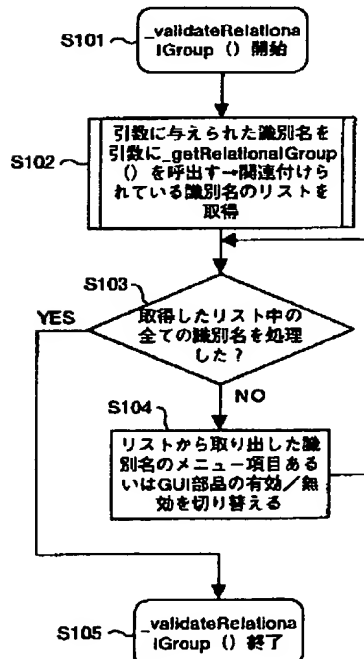 S101
_validateRelationa
lGroup () 開始
S102
引数に与えられた識別名を
引数に_getRelationalGroup
() を呼出す→関連付けら
れている識別名のリストを
取得
S103
YES
取得したリスト中の
全ての識別名を処理
した?
NO
S104
リストから取り出した識
別名のメニュー項目ある
いはGUI部品の有効/無
効を切り替える
S105
_validateRelationa
lGroup () 終了